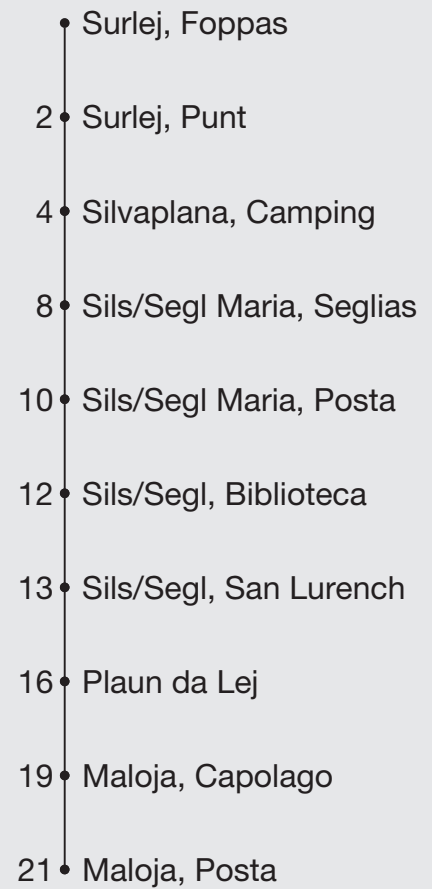 Surlej, Foppas
2 Surlej, Punt
4 Silvaplana, Camping
8 Sils/Segl Maria, Seglias
10 Sils/Segl Maria, Posta
12 Sils/Segl, Biblioteca
13 Sils/Segl, San Lurench
16 Plaun da Lej
19 Maloja, Capolago
21 Maloja, Posta